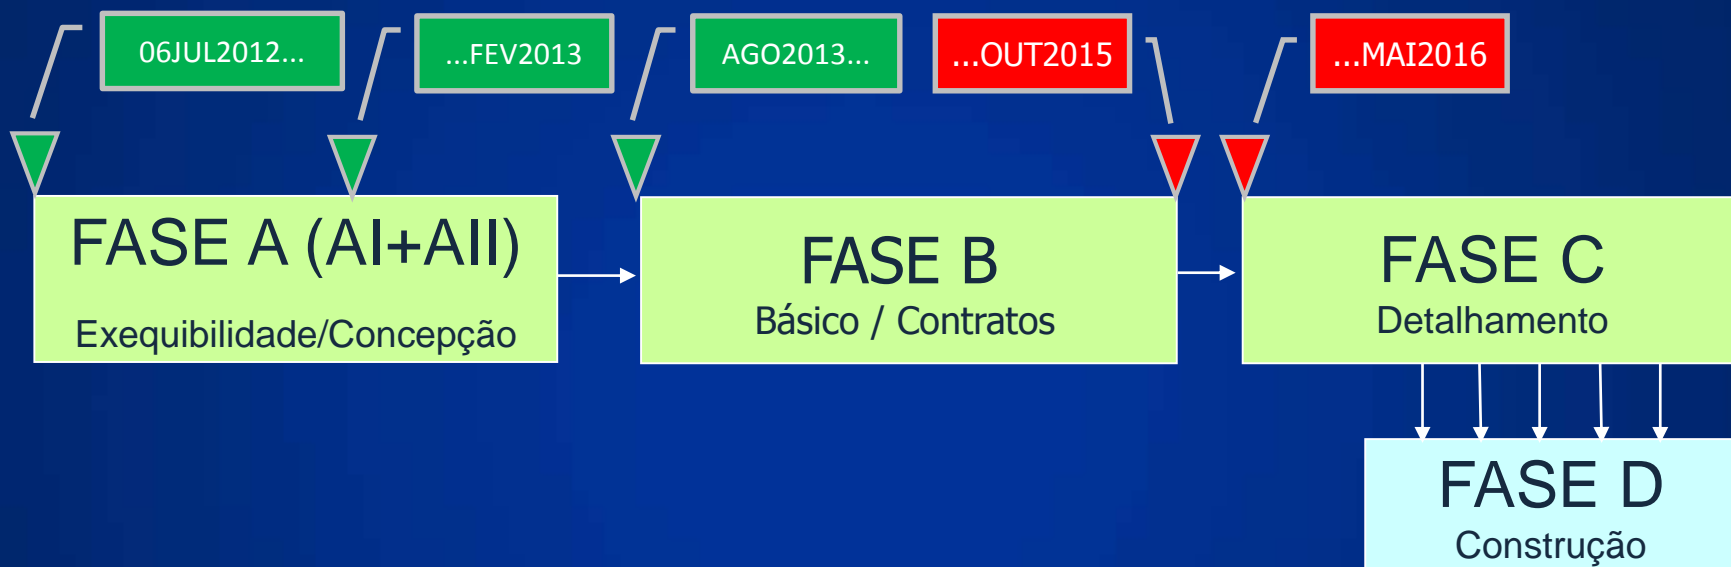 06JUL2012...
...FEV2013
AGO2013...
...OUT2015
...MAI2016
FASE A (AI+AII)
Exequibilidade/Concepção
FASE B
Básico / Contratos
FASE C
Detalhamento
FASE D
Construção